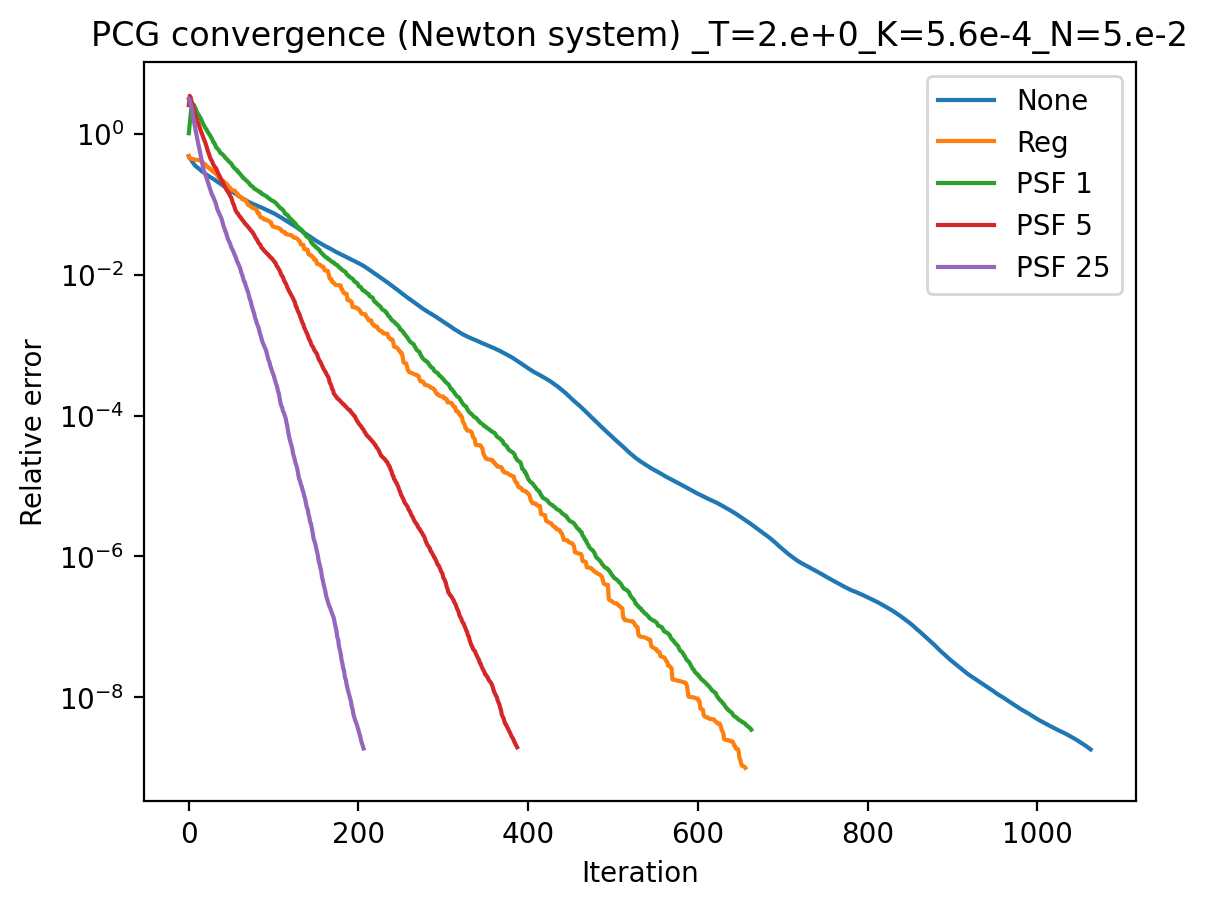 PCG convergence (Newton system) _T=2.e+0_K=5.6e-4_N=5.e-2
None
Reg
PSF 1
PSF 5
PSF 25
Relative error
10⁰
10⁻²
10⁻⁴
10⁻⁶
10⁻⁸
0 200 400 600 800 1000
Iteration